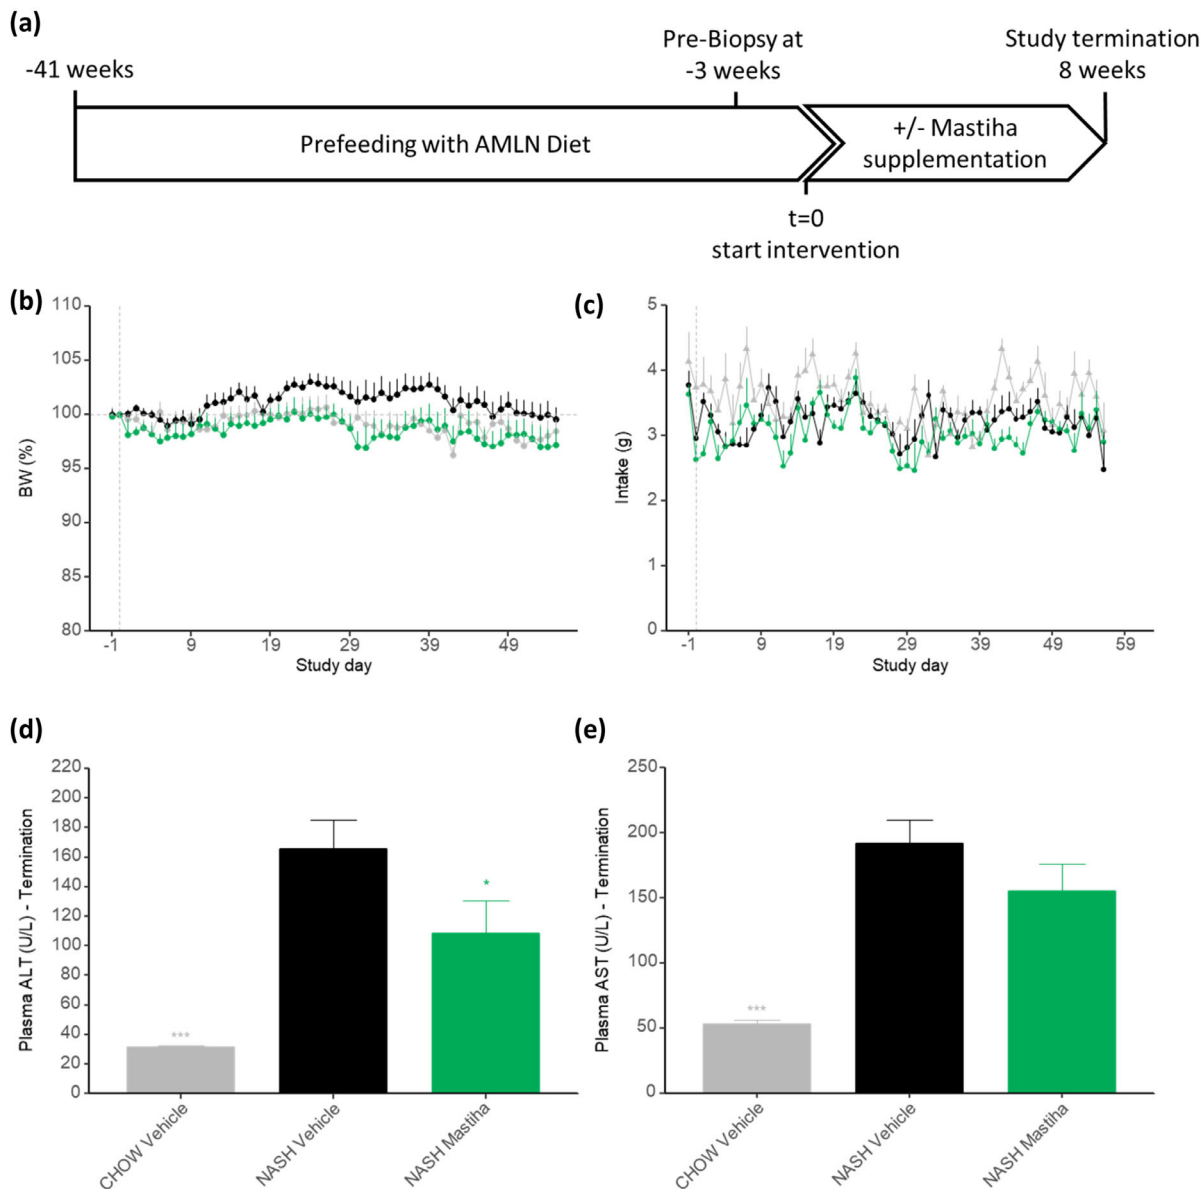 (a)
-41 weeks
Pre-Biopsy at
-3 weeks
Study termination
8 weeks
Prefeeding with AMLN Diet
+/- Mastiha
supplementation
t=0
start intervention
(b)
BW (%)
110
105
100
95
90
85
80
-1 9 19 29 39 49
Study day
(c)
Intake (g)
5
4
3
2
1
0
-1 9 19 29 39 49 59
Study day
(d)
Plasma ALT (U/L) - Termination
220
200
180
160
140
120
100
80
60
40
20
0
***
*
CHOW Vehicle
NASH Vehicle
NASH Mastiha
(e)
Plasma AST (U/L) - Termination
250
200
150
100
50
0
***
CHOW Vehicle
NASH Vehicle
NASH Mastiha